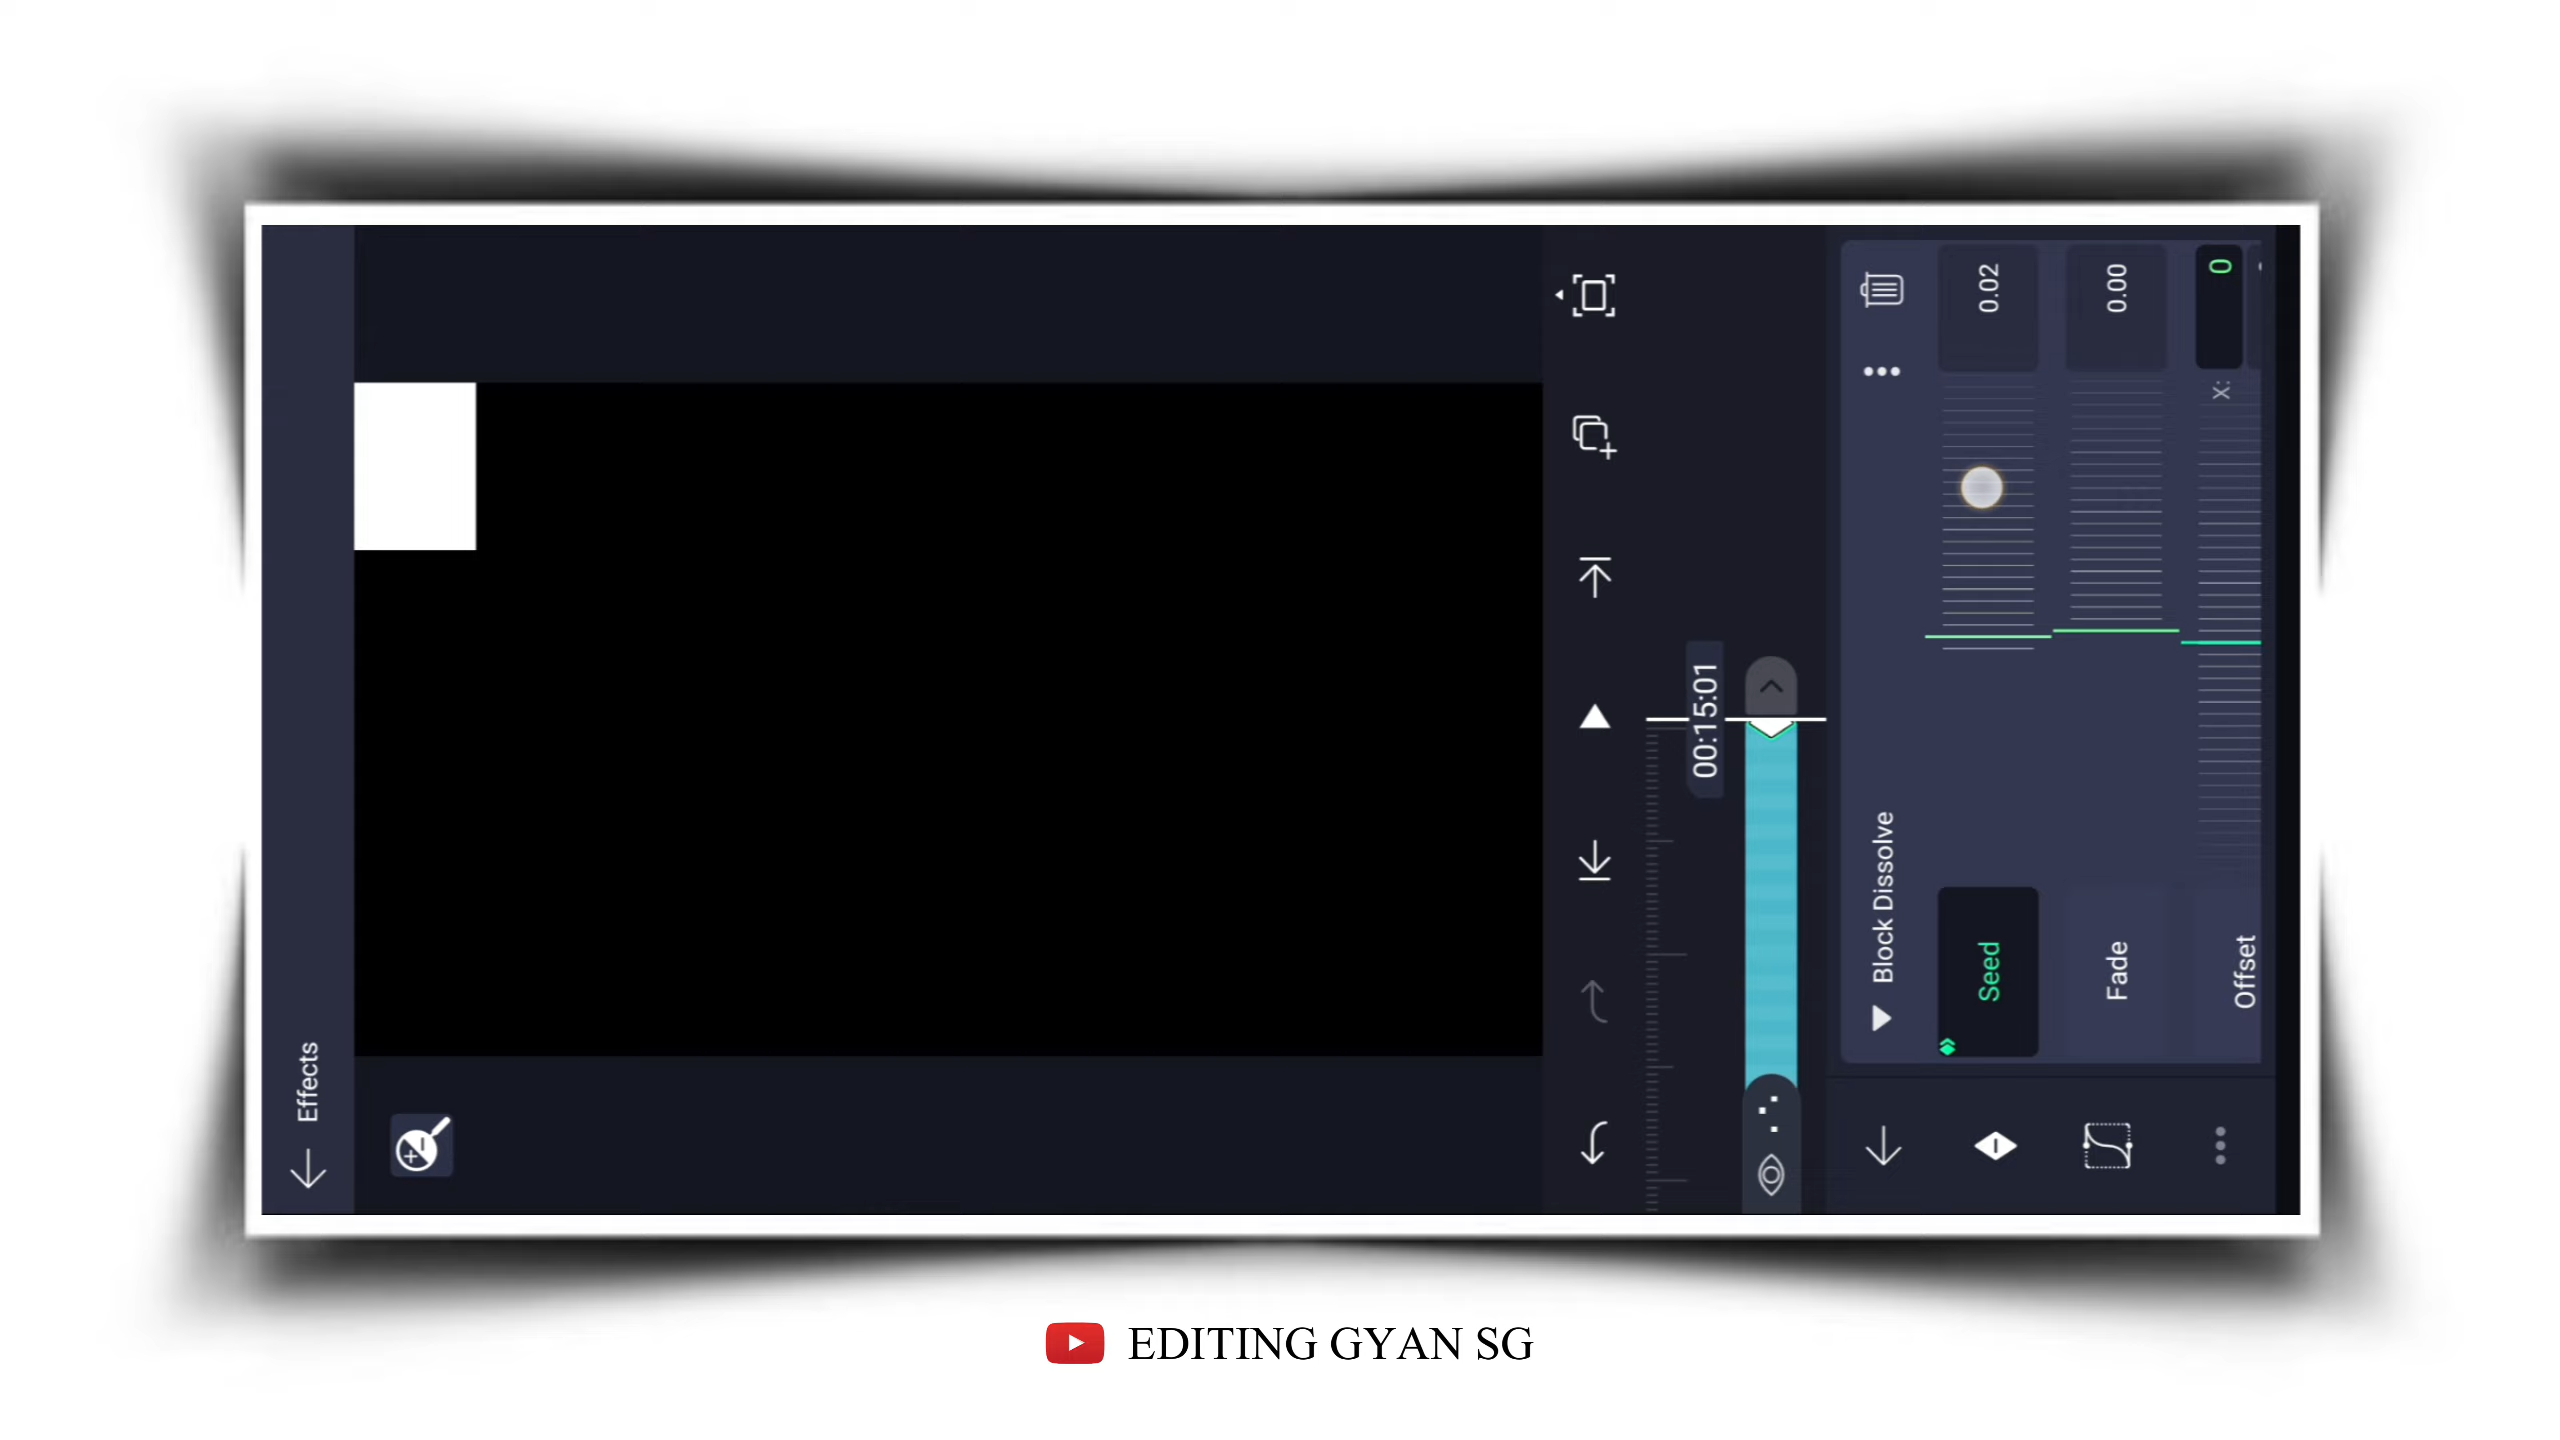 Effects
00:15:01
Block Dissolve
Seed
0.02
Fade
0.00
Offset
X:
0
EDITING GYAN SG